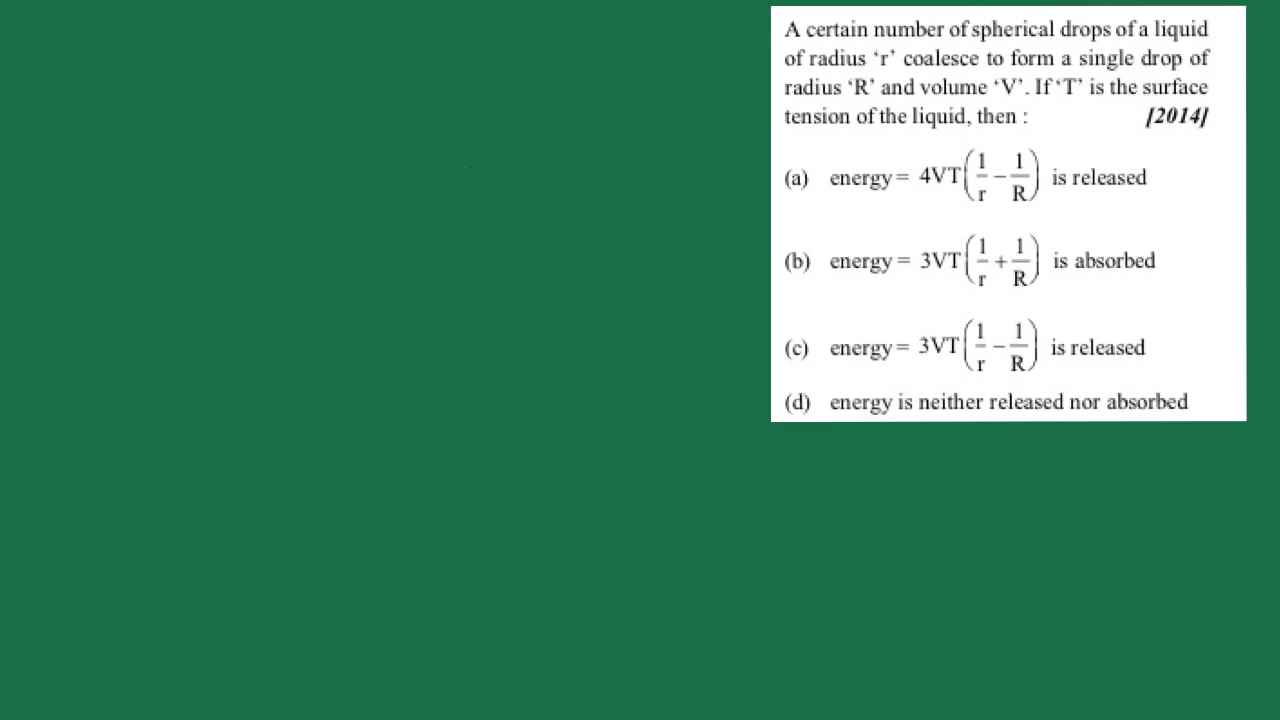 A certain number of spherical drops of a liquid
of radius ‘r’ coalesce to form a single drop of
radius ‘R’ and volume ‘V’. If ‘T’ is the surface
tension of the liquid, then : [2014]
(a) energy = 4VT(1/r − 1/R) is released
(b) energy = 3VT(1/r + 1/R) is absorbed
(c) energy = 3VT(1/r − 1/R) is released
(d) energy is neither released nor absorbed